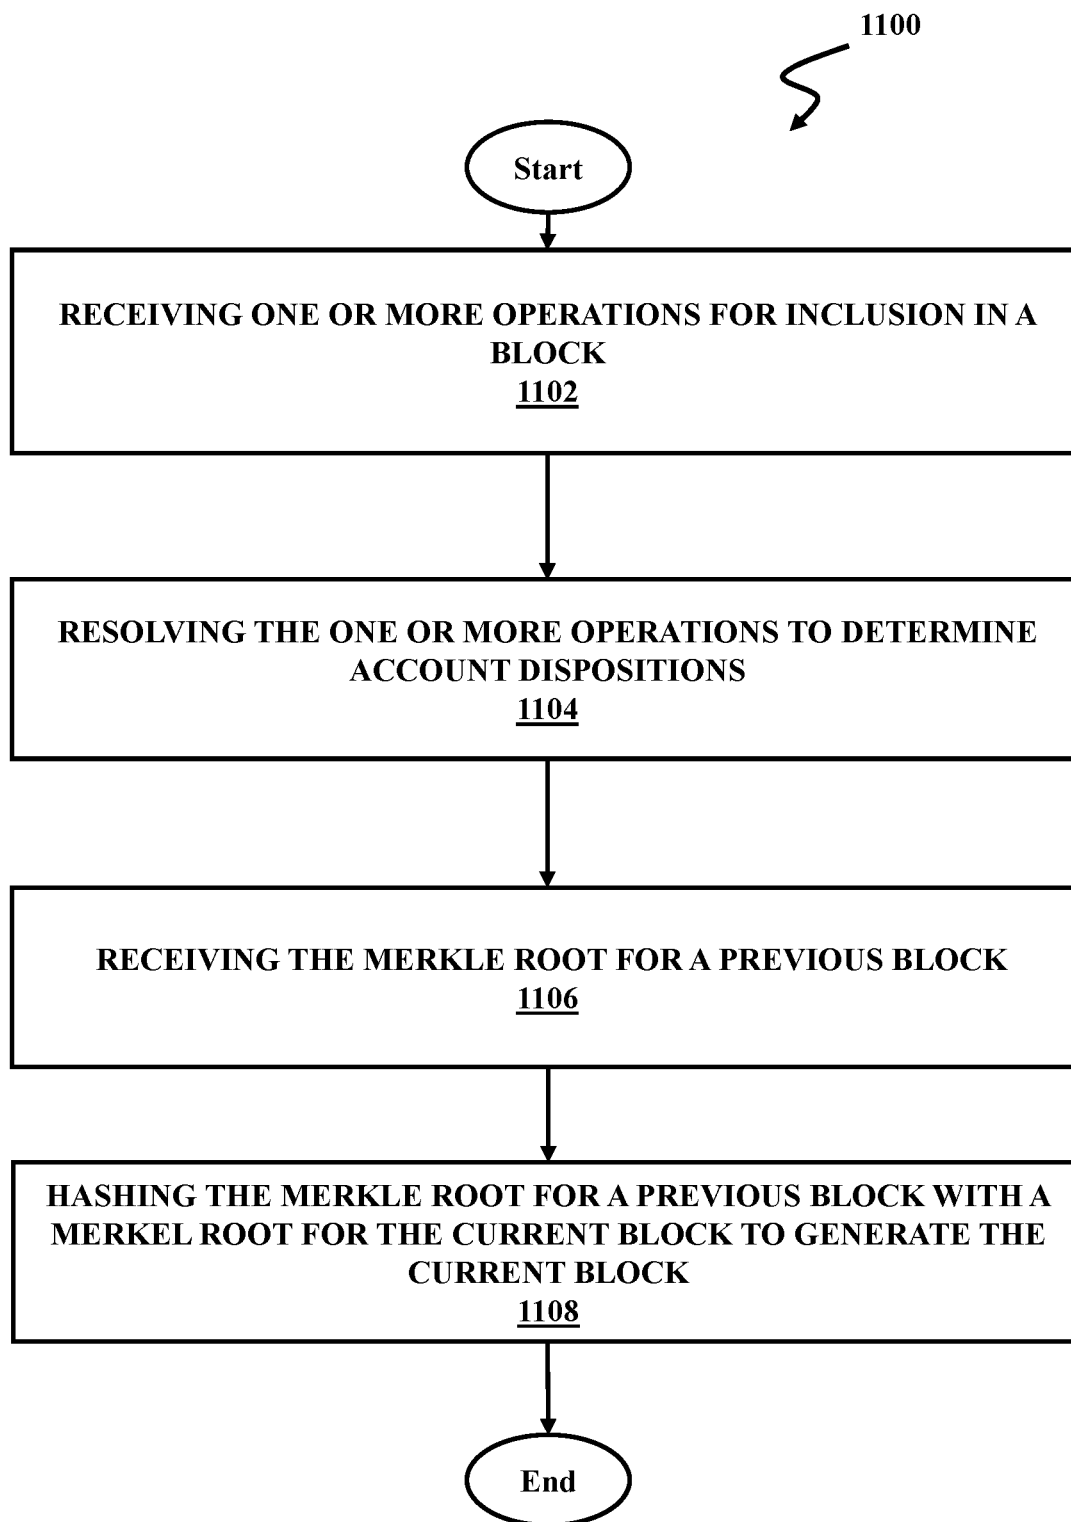 1100
Start
RECEIVING ONE OR MORE OPERATIONS FOR INCLUSION IN A
BLOCK
1102
RESOLVING THE ONE OR MORE OPERATIONS TO DETERMINE
ACCOUNT DISPOSITIONS
1104
RECEIVING THE MERKLE ROOT FOR A PREVIOUS BLOCK
1106
HASHING THE MERKLE ROOT FOR A PREVIOUS BLOCK WITH A
MERKEL ROOT FOR THE CURRENT BLOCK TO GENERATE THE
CURRENT BLOCK
1108
End